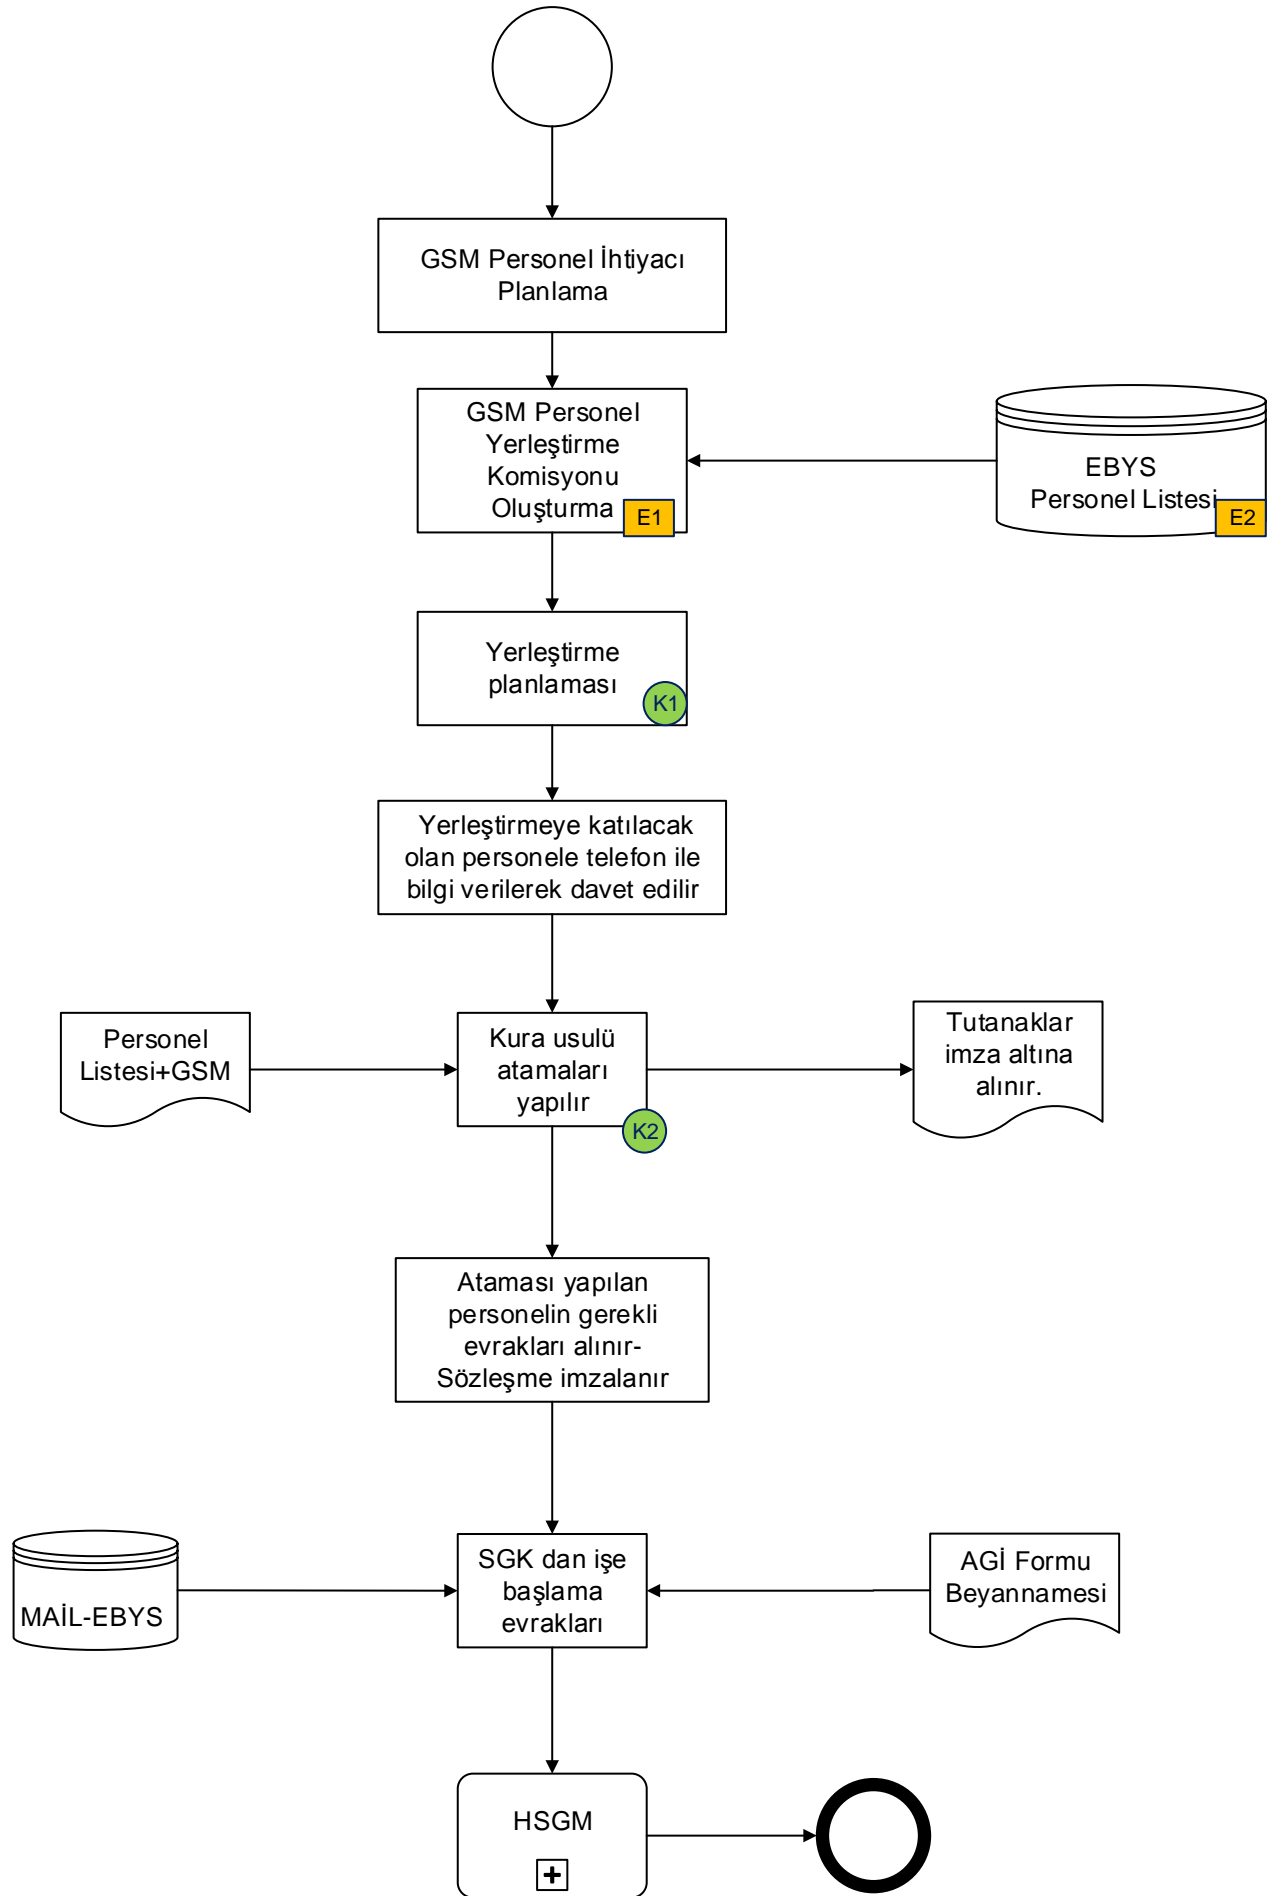 GSM Personel İhtiyacı
Planlama
GSM Personel
Yerleştirme
Komisyonu
Oluşturma
E1
EBYS
Personel Listesi
E2
Yerleştirme
planlaması
K1
Yerleştirmeye katılacak
olan personele telefon ile
bilgi verilerek davet edilir
Personel
Listesi+GSM
Kura usulü
atamaları
yapılır
K2
Tutanaklar
imza altına
alınır.
Ataması yapılan
personelin gerekli
evrakları alınır-
Sözleşme imzalanır
MAİL-EBYS
SGK dan işe
başlama
evrakları
AGİ Formu
Beyannamesi
HSGM